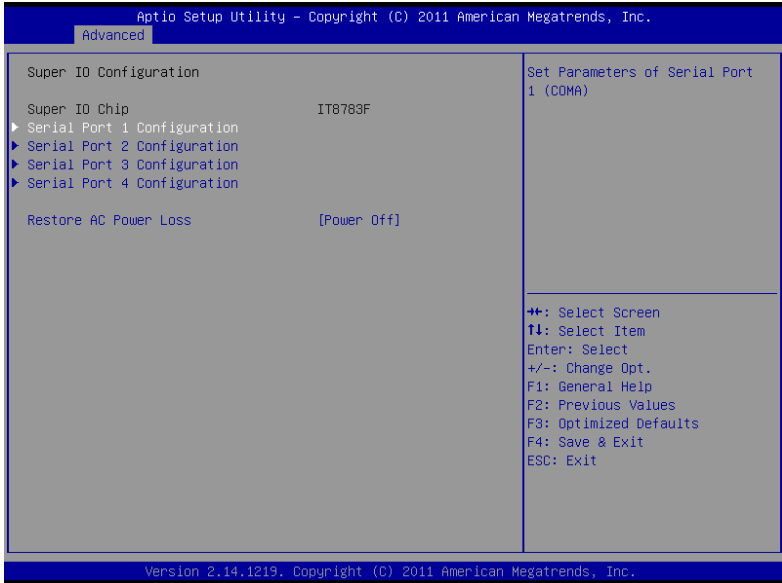 Aptio Setup Utility – Copyright (C) 2011 American Megatrends, Inc.
Advanced
Super IO Configuration
Super IO Chip IT8783F
▶ Serial Port 1 Configuration
▶ Serial Port 2 Configuration
▶ Serial Port 3 Configuration
▶ Serial Port 4 Configuration
Restore AC Power Loss [Power Off]
Set Parameters of Serial Port
1 (COMA)
→←: Select Screen
↑↓: Select Item
Enter: Select
+/-: Change Opt.
F1: General Help
F2: Previous Values
F3: Optimized Defaults
F4: Save & Exit
ESC: Exit
Version 2.14.1219. Copyright (C) 2011 American Megatrends, Inc.